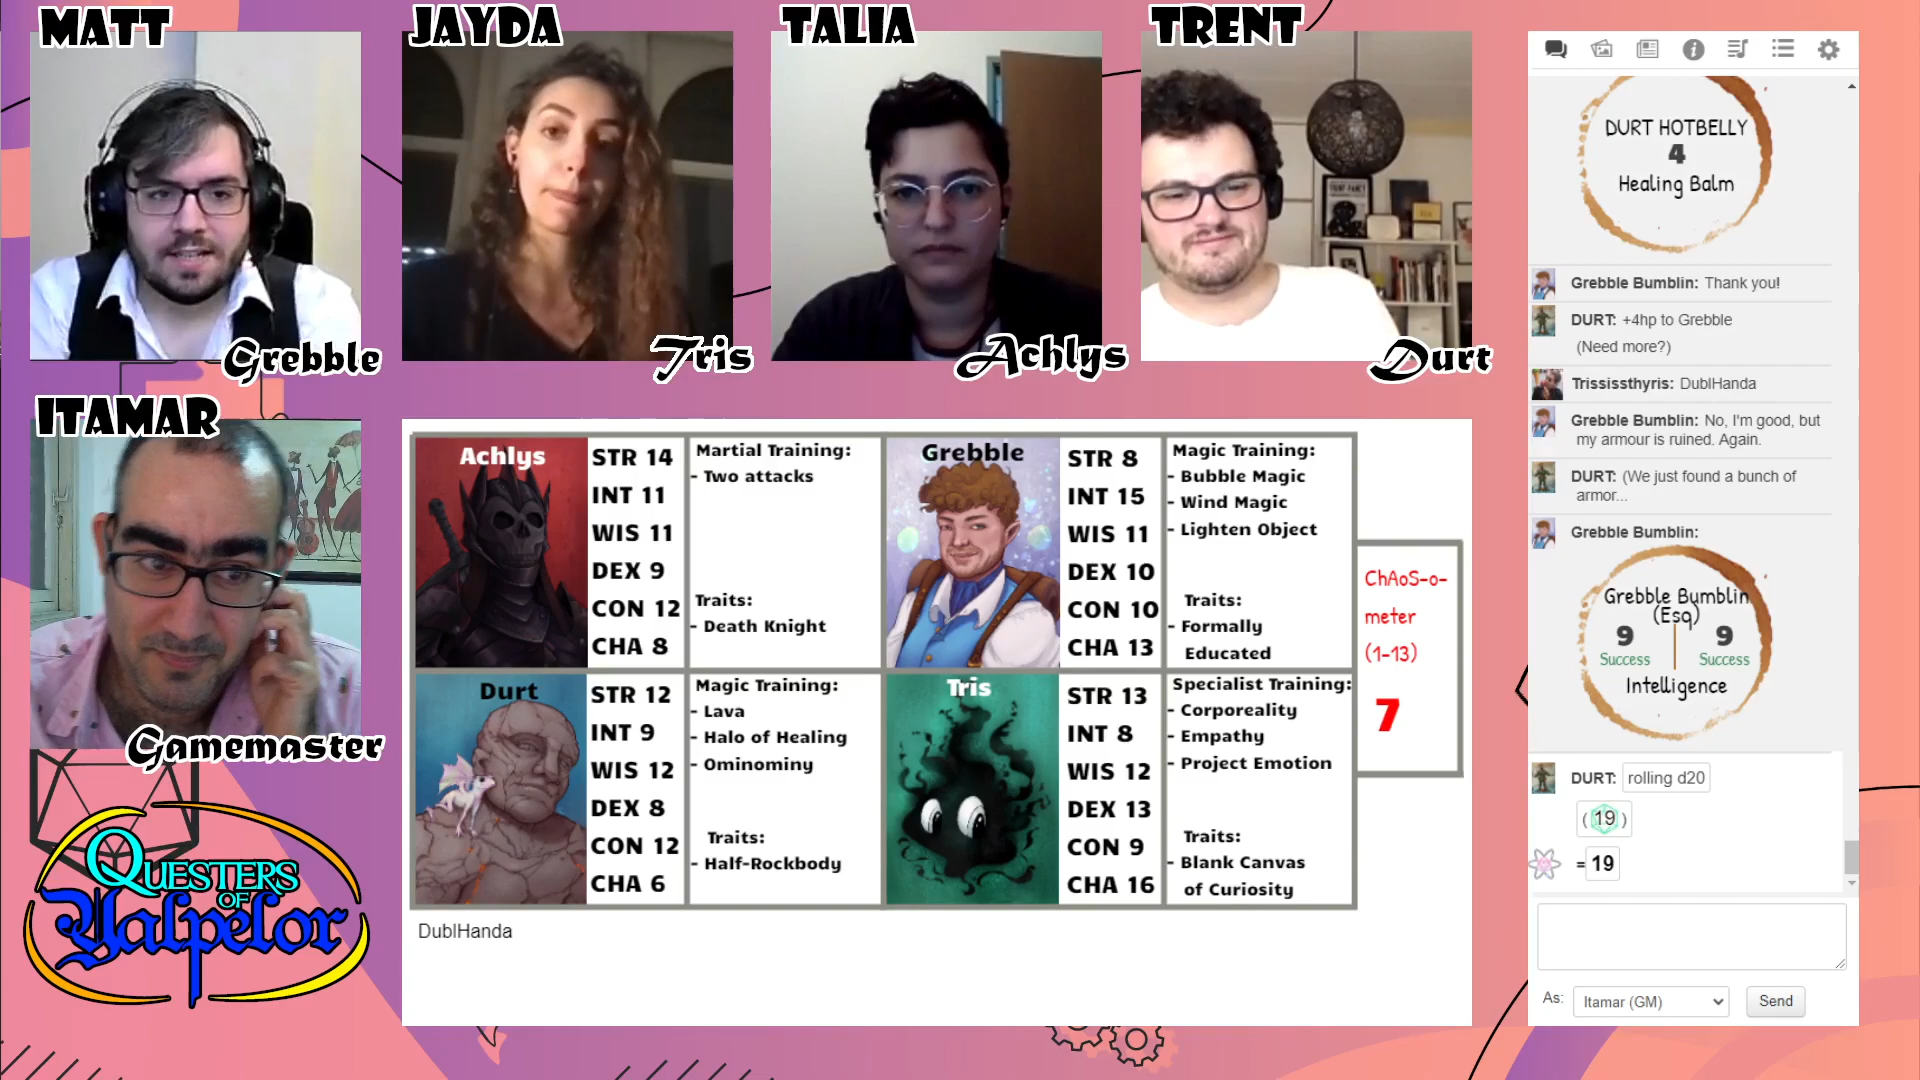 MATT
JAYDA
TALIA
TRENT
Grebble
Tris
Achlys
Durt
ITAMAR
Gamemaster
QUESTERS
OF
Yalpelor
Achlys
STR 14
INT 11
WIS 11
DEX 9
CON 12
CHA 8
Martial Training:
- Two attacks
Traits:
- Death Knight
Grebble
STR 8
INT 15
WIS 11
DEX 10
CON 10
CHA 13
Magic Training:
- Bubble Magic
- Wind Magic
- Lighten Object
Traits:
- Formally
Educated
Durt
STR 12
INT 9
WIS 12
DEX 8
CON 12
CHA 6
Magic Training:
- Lava
- Halo of Healing
- Ominominy
Traits:
- Half-Rockbody
Tris
STR 13
INT 8
WIS 12
DEX 13
CON 9
CHA 16
Specialist Training:
- Corporeality
- Empathy
- Project Emotion
Traits:
- Blank Canvas
of Curiosity
ChAoS-o-
meter
(1-13)
7
DublHanda
DURT HOTBELLY
4
Healing Balm
Grebble Bumblin: Thank you!
DURT: +4hp to Grebble
(Need more?)
Trississthyris: DublHanda
Grebble Bumblin: No, I'm good, but
my armour is ruined. Again.
DURT: (We just found a bunch of
armor...
Grebble Bumblin:
Grebble Bumblin
(Esq)
9 9
Success Success
Intelligence
DURT: rolling d20
(19)
=19
As: Itamar (GM) Send